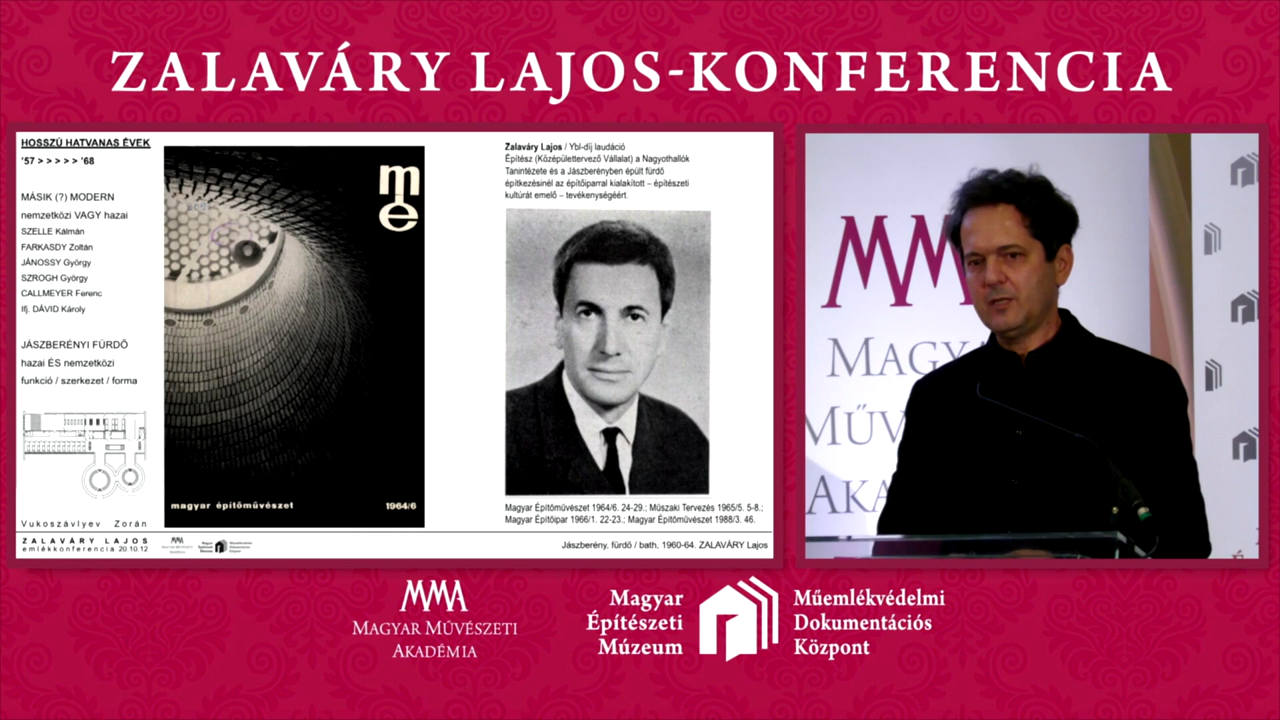 ZALAVÁRY LAJOS-KONFERENCIA
HOSSZÚ HATVANAS ÉVEK
'57 > > > > > '68
MÁSIK (?) MODERN
nemzetközi VAGY hazai
SZELLE Kálmán
FARKASDY Zoltán
JÁNOSSY György
SZROGH György
CALLMEYER Ferenc
Ifj. DÁVID Károly
JÁSZBERÉNYI FÜRDŐ
hazai ÉS nemzetközi
funkció / szerkezet / forma
Vukoszávlyev Zorán
ZALAVÁRY LAJOS
emlékkonferencia 20.10.12
me
magyar építőművészet 1964/6
Zalaváry Lajos / Ybl-díj laudáció
Építész (Középülettervező Vállalat) a Nagyothallók
Tanintézete és a Jászberényben épült fürdő
építkezéseinél az építőiparral kialakított – építészeti
kultúrát emelő – tevékenységéért.
Magyar Építőművészet 1964/6. 24-29.; Műszaki Tervezés 1965/5. 5-8.;
Magyar Építőipar 1966/1. 22-23.; Magyar Építőművészet 1988/3. 46.
Jászberény, fürdő / bath, 1960-64. ZALAVÁRY Lajos
MM
MAGYA
MŰV
AKA
MMA
MAGYAR MŰVÉSZETI
AKADÉMIA
Magyar
Építészeti
Múzeum
Műemlékvédelmi
Dokumentációs
Központ